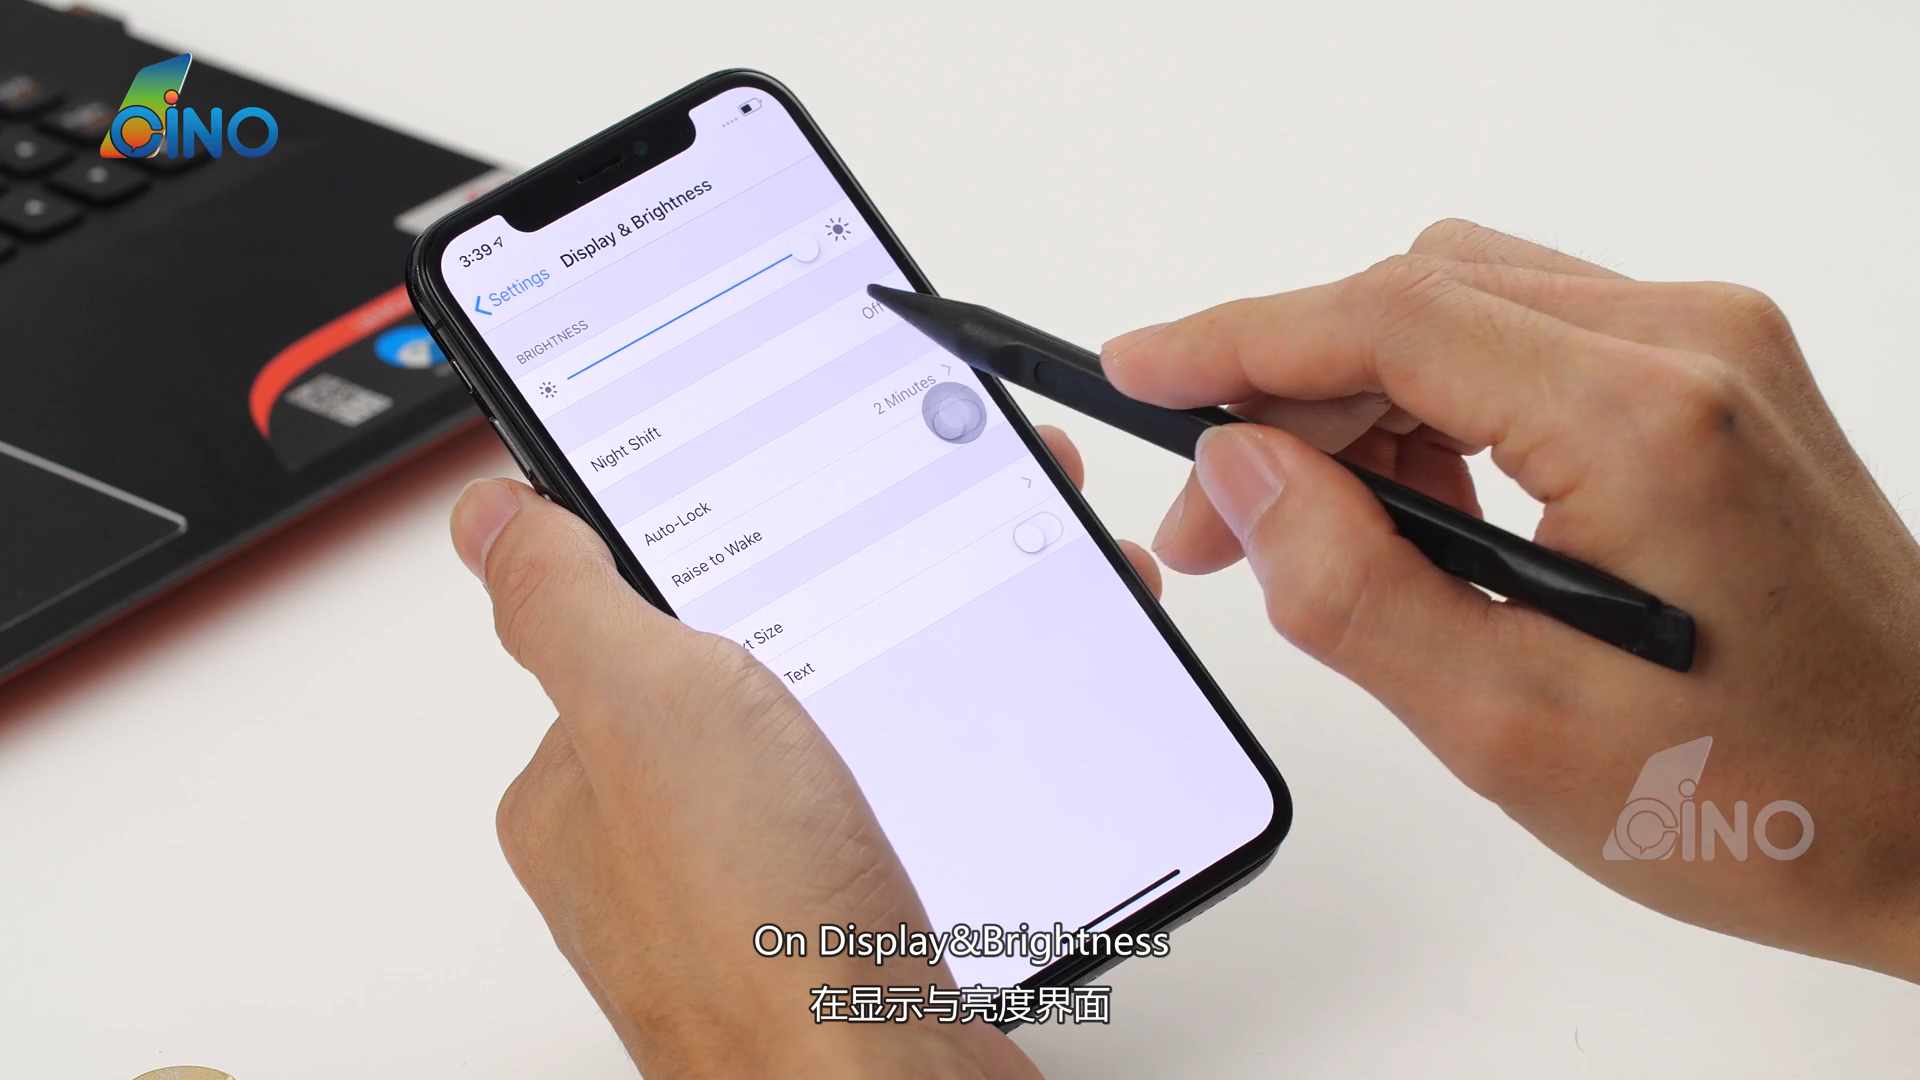 CINO
3:39
Settings
Display & Brightness
BRIGHTNESS
Night Shift
Off
Auto-Lock
2 Minutes
Raise to Wake
xt Size
Text
CINO
On Display&Brightness
在显示与亮度界面